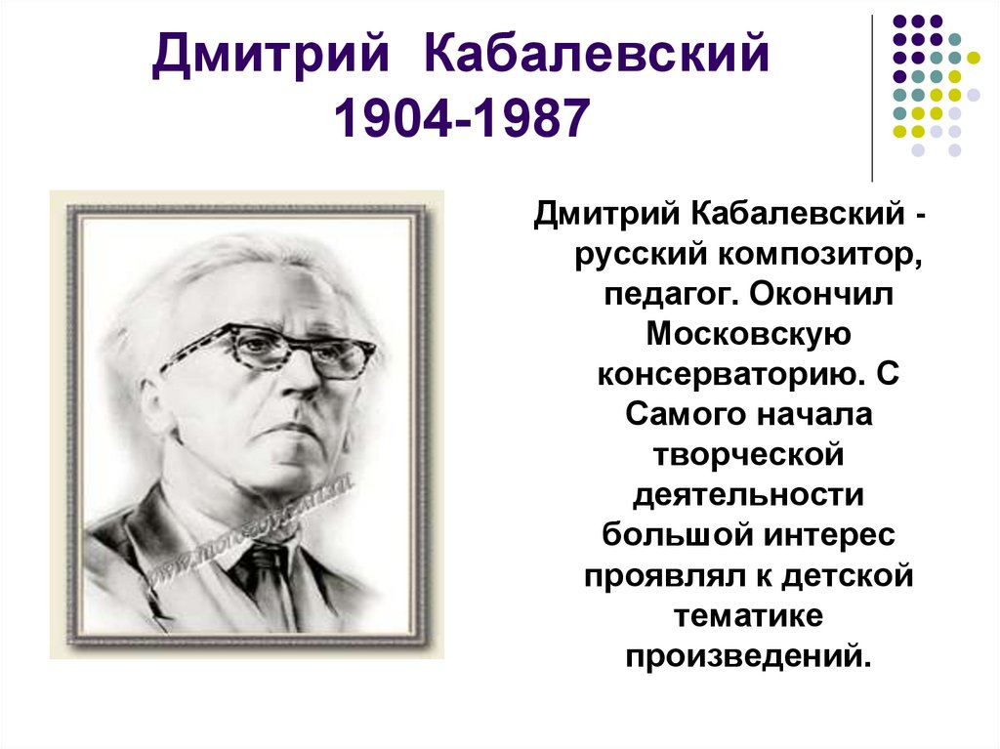 Дмитрий Кабалевский
1904-1987
Дмитрий Кабалевский -
русский композитор,
педагог. Окончил
Московскую
консерваторию. С
Самого начала
творческой
деятельности
большой интерес
проявлял к детской
тематике
произведений.